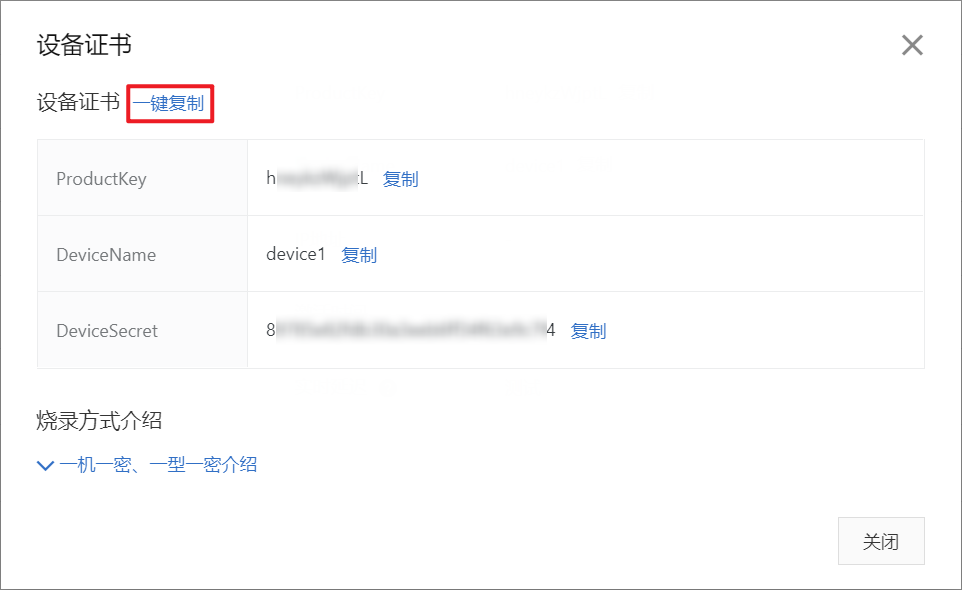 设备证书
设备证书 一键复制
ProductKey h L 复制
DeviceName device1 复制
DeviceSecret 8 4 复制
烧录方式介绍
一机一密、一型一密介绍
关闭